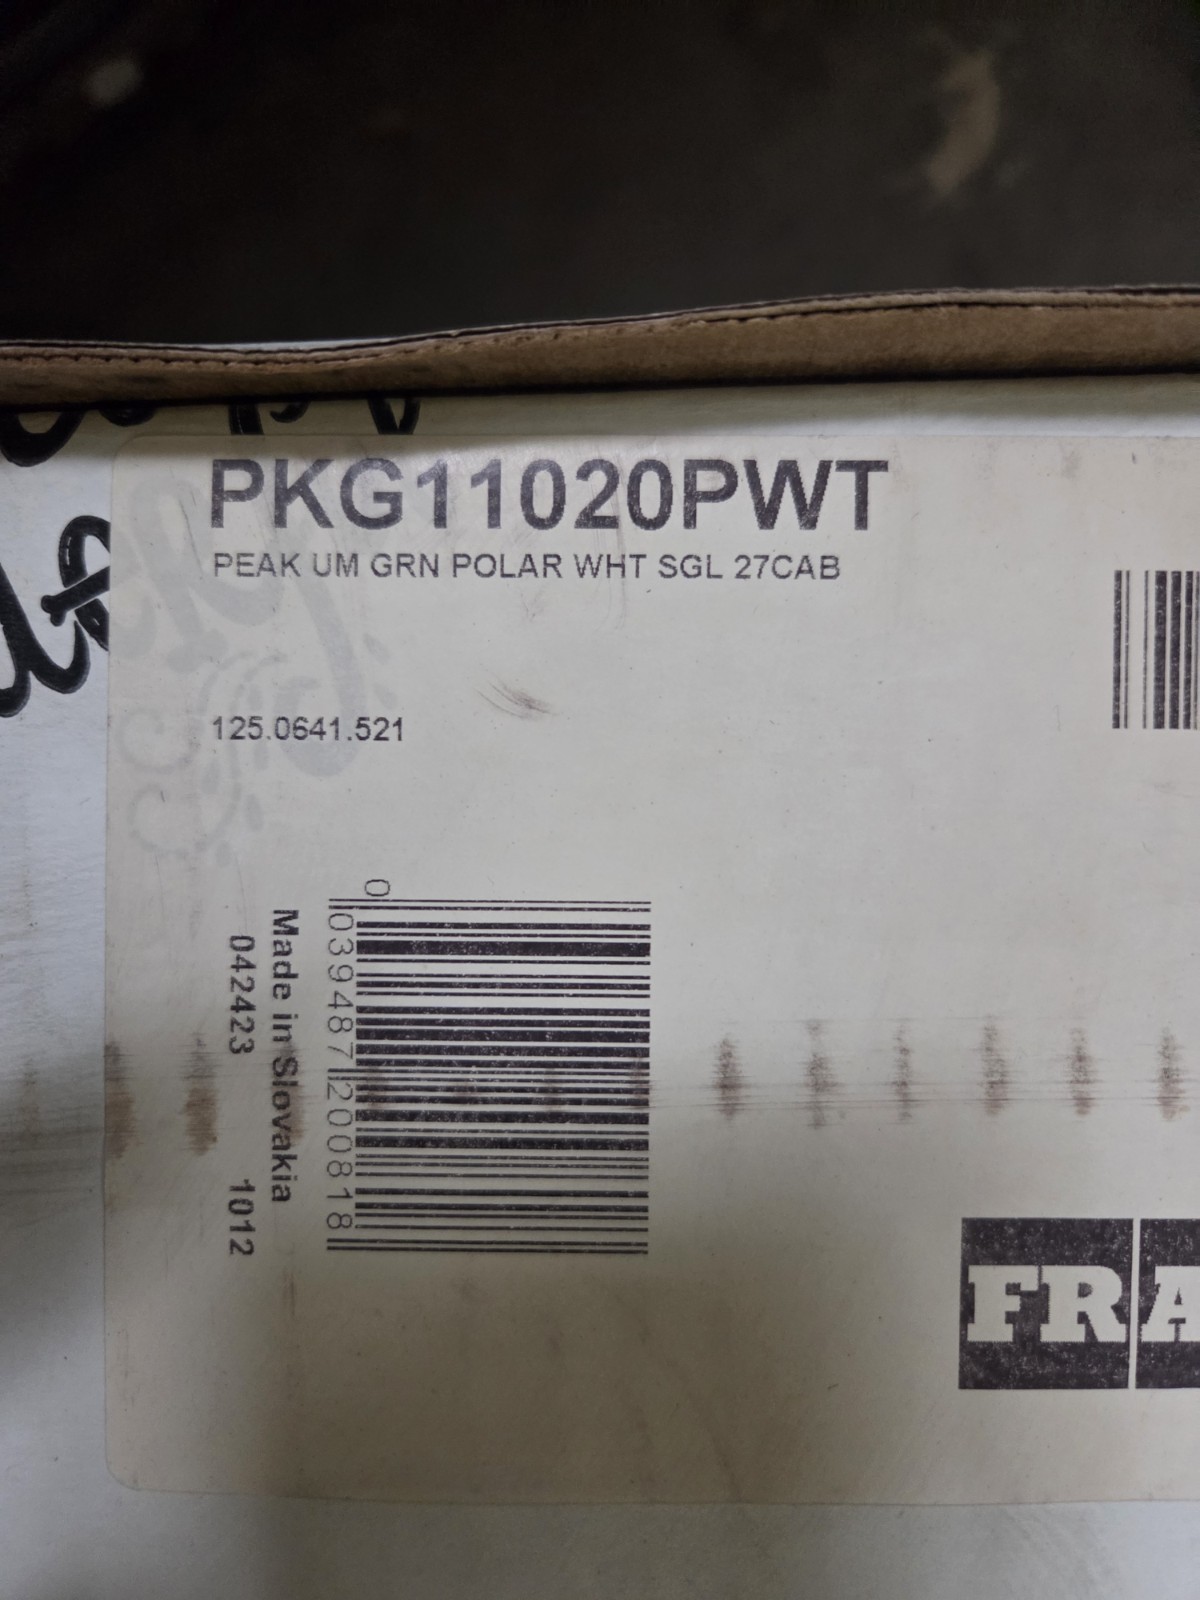 PKG11020PWT
PEAK UM GRN POLAR WHT SGL 27CAB
125.0641.521
0 039487 200818
Made in Slovakia
042423 1012
FRA